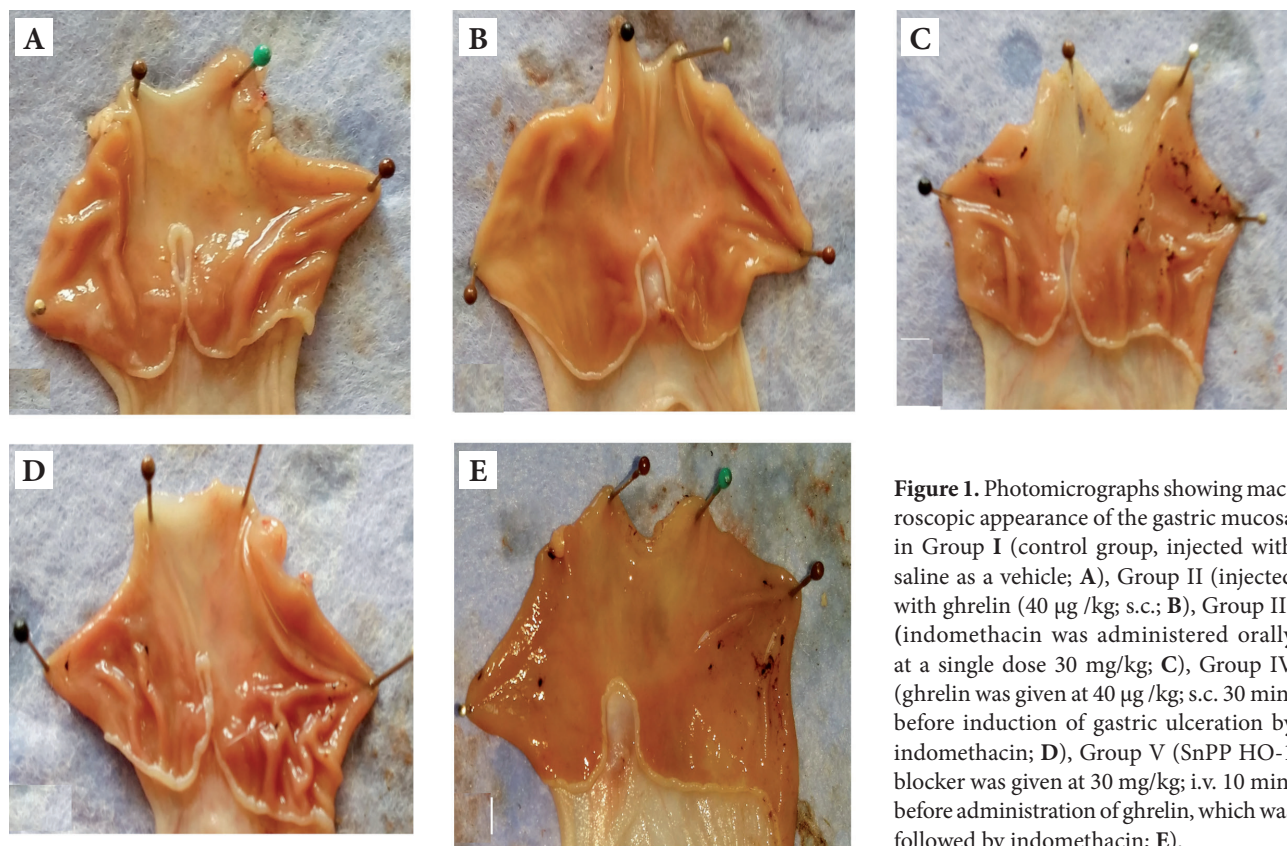 A
B
C
D
E
Figure 1. Photomicrographs showing mac
roscopic appearance of the gastric mucosa
in Group I (control group, injected with
saline as a vehicle; A), Group II (injected
with ghrelin (40 µg /kg; s.c.; B), Group II
(indomethacin was administered orally
at a single dose 30 mg/kg; C), Group IV
(ghrelin was given at 40 µg /kg; s.c. 30 min
before induction of gastric ulceration by
indomethacin; D), Group V (SnPP HO-1
blocker was given at 30 mg/kg; i.v. 10 min
before administration of ghrelin, which wa
followed by indomethacin; E).